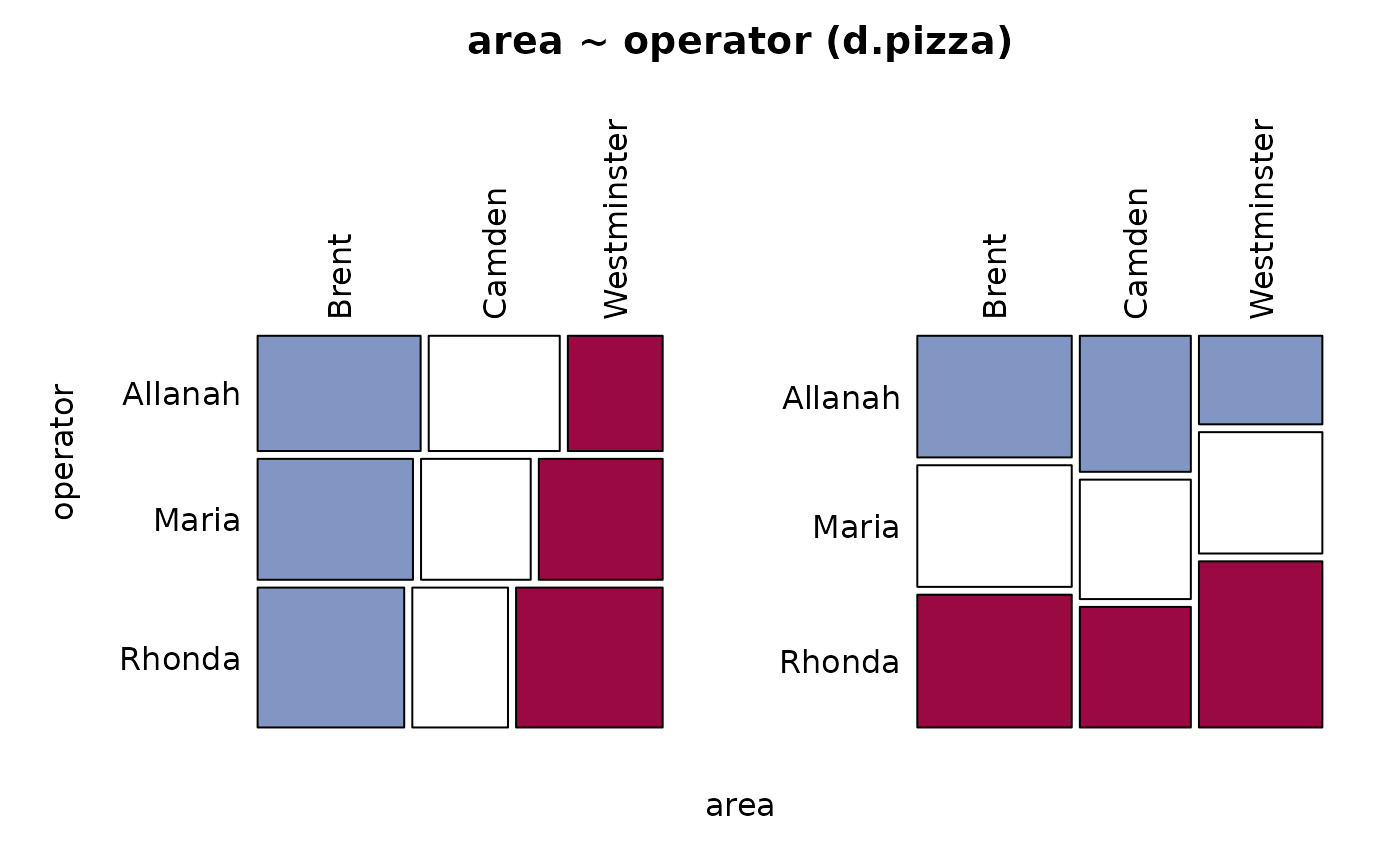 area ~ operator (d.pizza)
Brent
Camden
Westminster
Brent
Camden
Westminster
operator
Allanah
Maria
Rhonda
Allanah
Maria
Rhonda
area